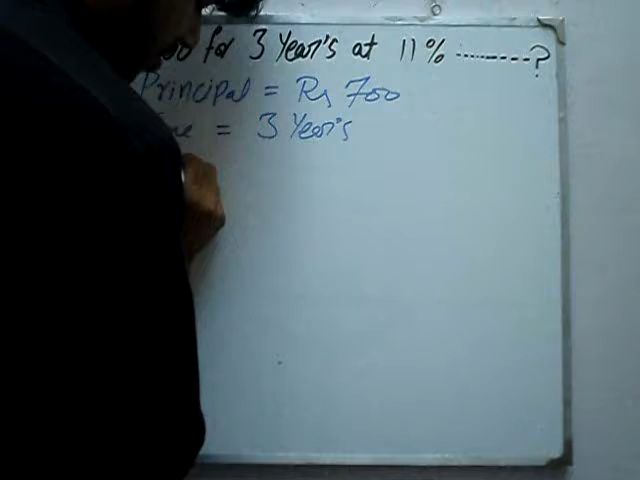 for 3 Year's at 11% ----------?
Principal = Rs 700
= 3 Year's